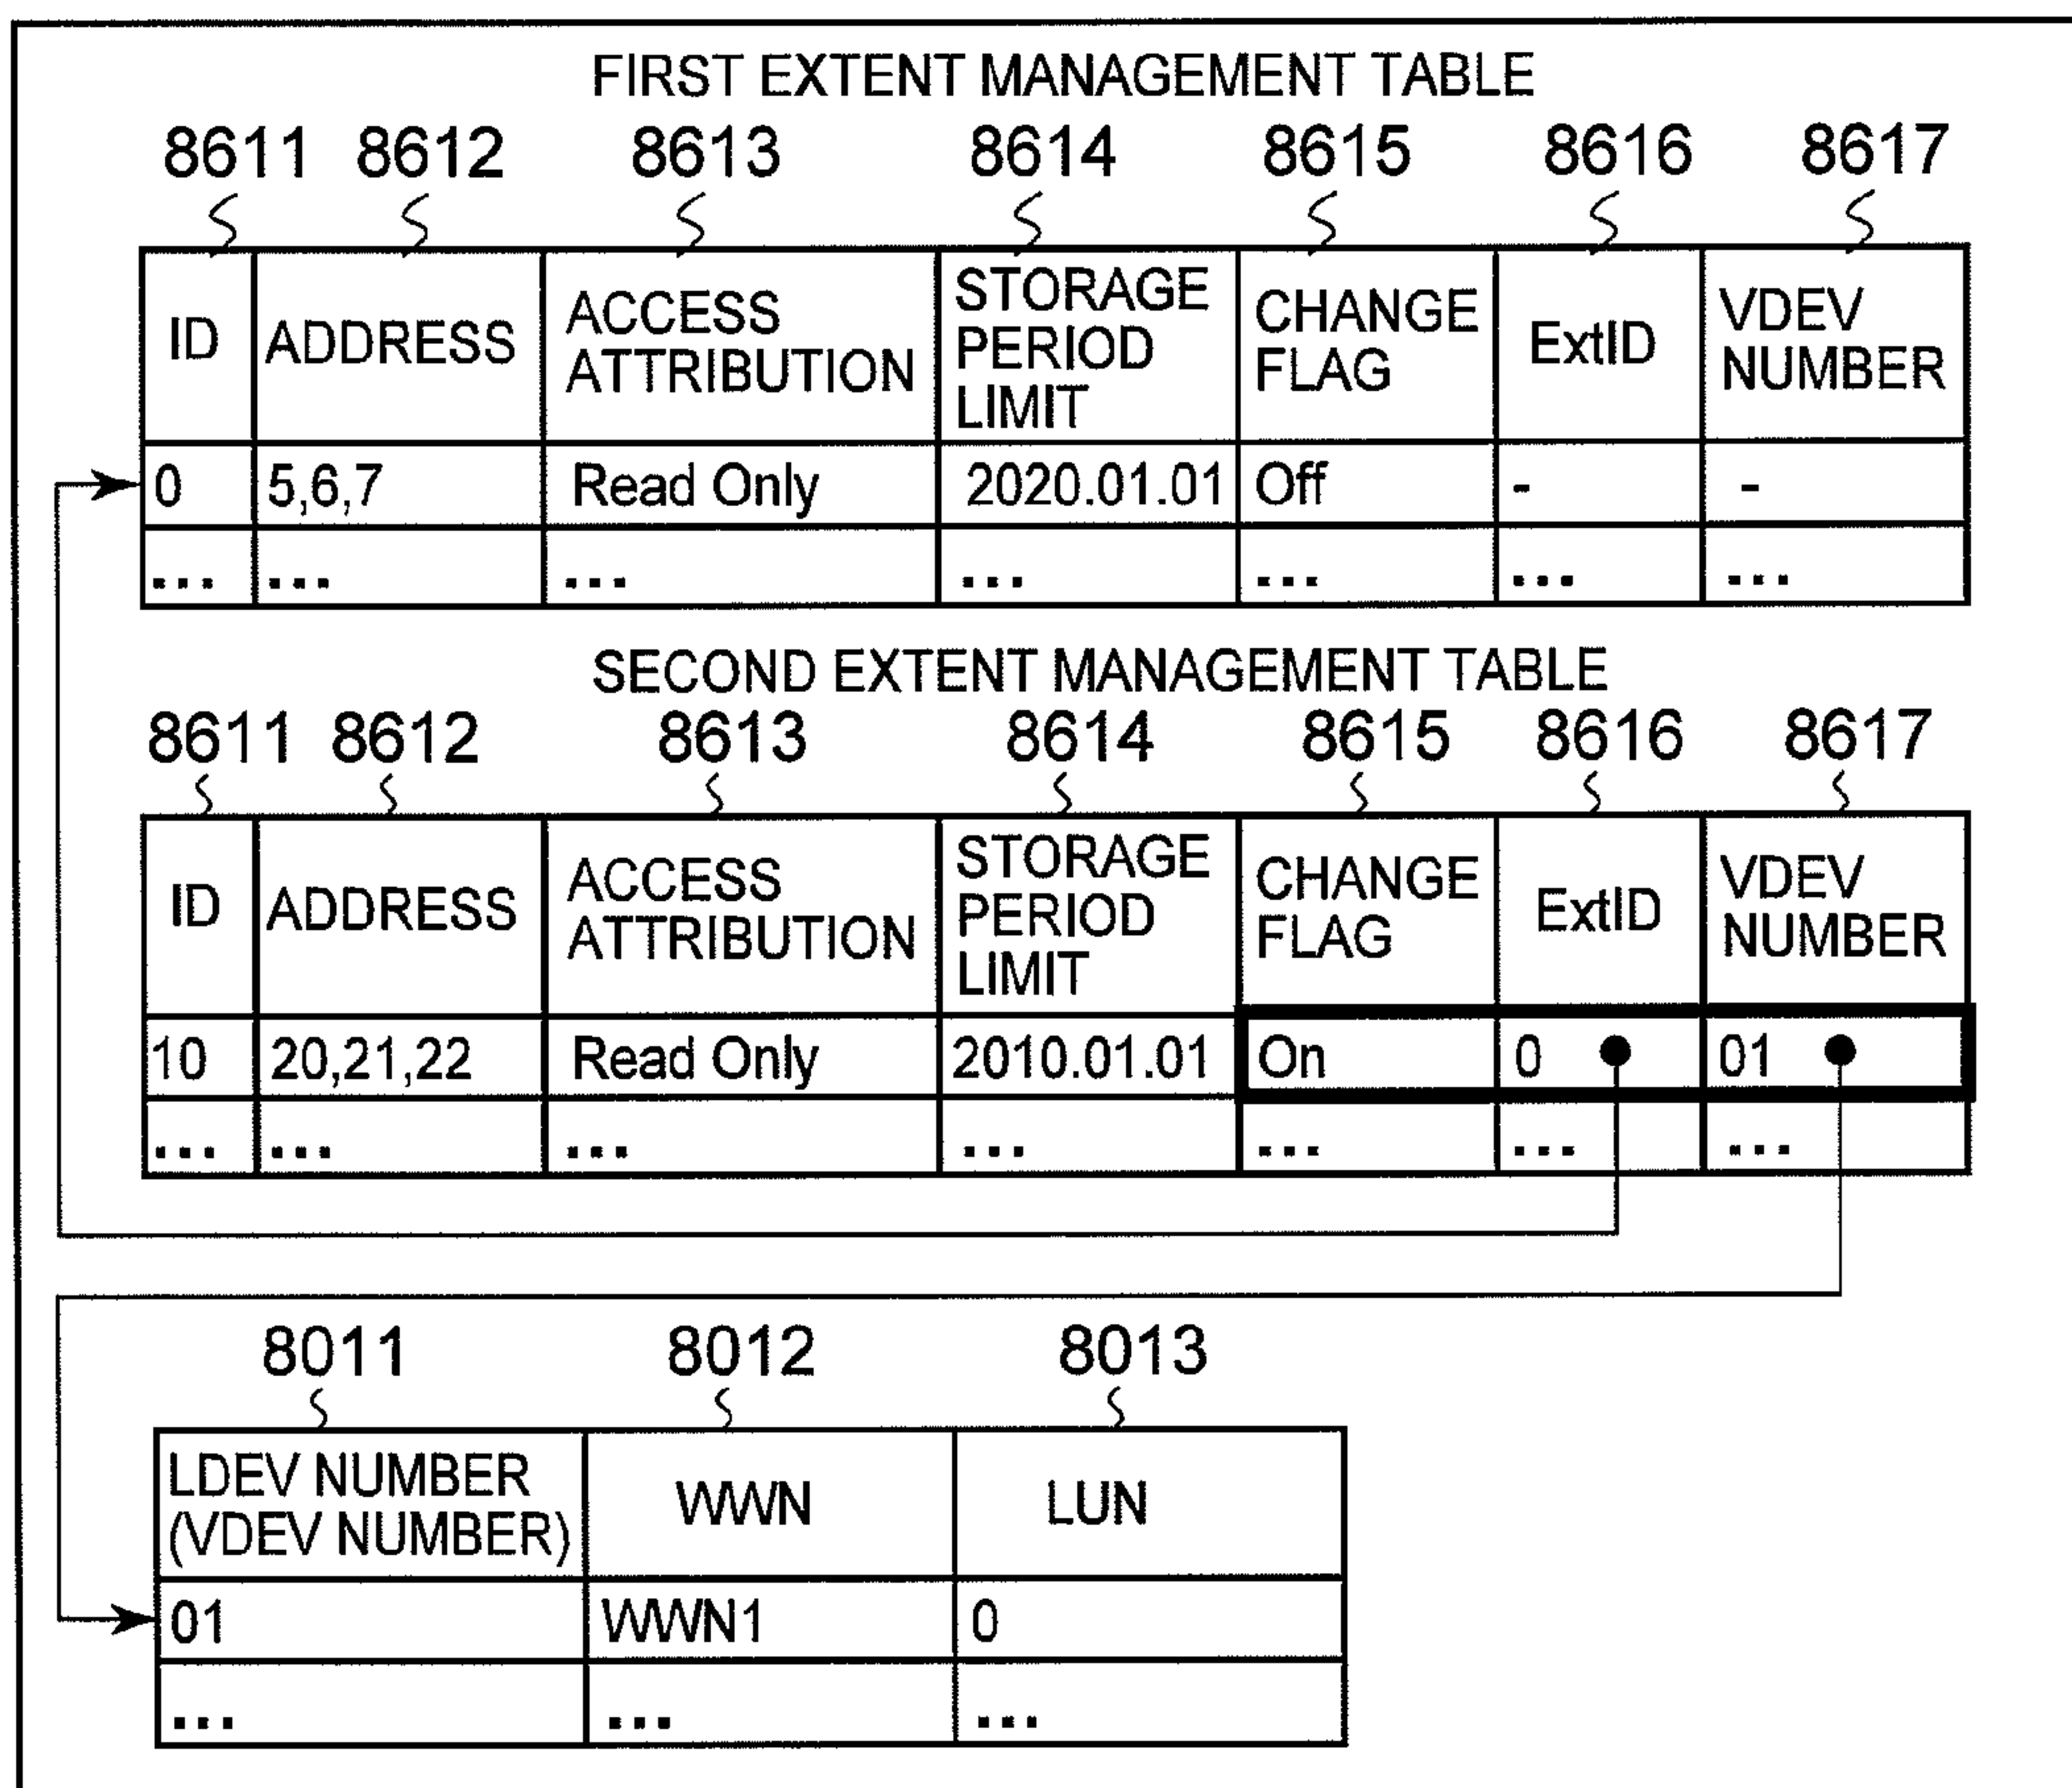 FIRST EXTENT MANAGEMENT TABLE
8611 8612 8613 8614 8615 8616 8617
ID ADDRESS ACCESS ATTRIBUTION STORAGE PERIOD LIMIT CHANGE FLAG ExtID VDEV NUMBER
0 5,6,7 Read Only 2020.01.01 Off - -
... ... ... ... ... ... ...
SECOND EXTENT MANAGEMENT TABLE
8611 8612 8613 8614 8615 8616 8617
ID ADDRESS ACCESS ATTRIBUTION STORAGE PERIOD LIMIT CHANGE FLAG ExtID VDEV NUMBER
10 20,21,22 Read Only 2010.01.01 On 0 01
... ... ... ... ... ... ...
8011 8012 8013
LDEV NUMBER (VDEV NUMBER) WWN LUN
01 WWN1 0
... ... ...